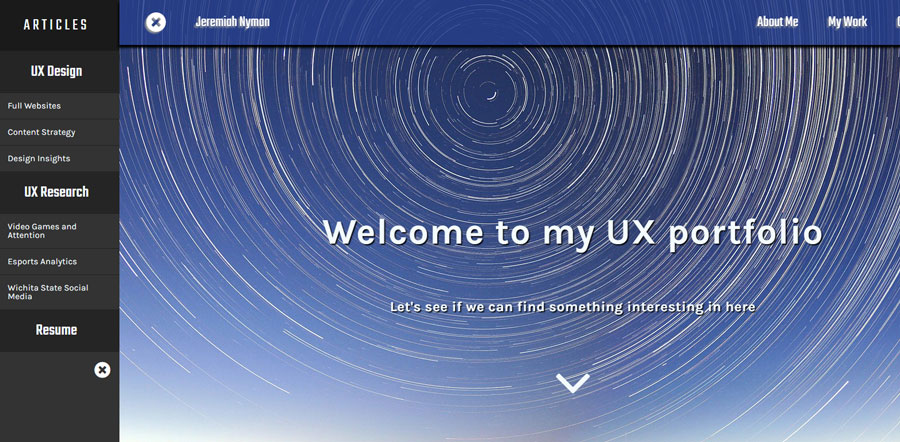 ARTICLES
UX Design
Full Websites
Content Strategy
Design Insights
UX Research
Video Games and
Attention
Esports Analytics
Wichita State Social
Media
Resume
Jeremiah Nyman
About Me
My Work
Welcome to my UX portfolio
Let's see if we can find something interesting in here